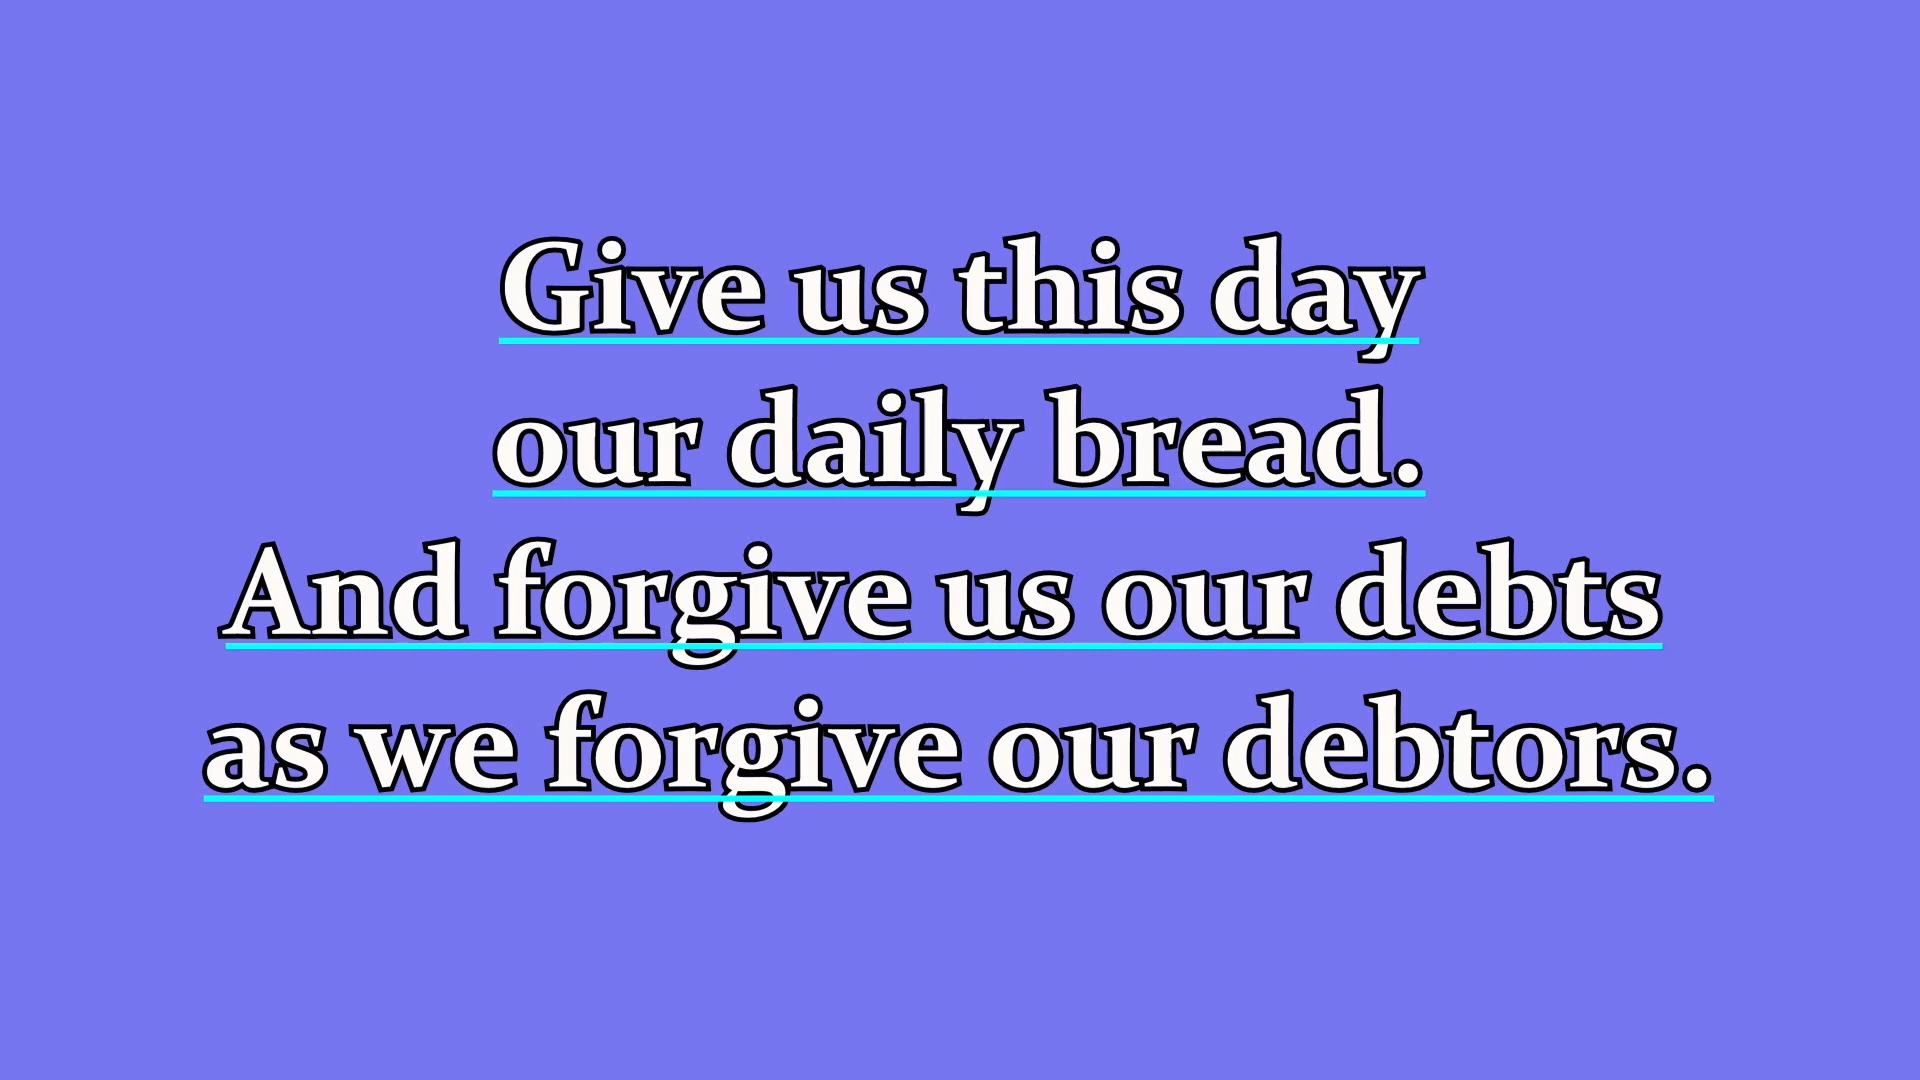 Give us this day
our daily bread.
And forgive us our debts
as we forgive our debtors.